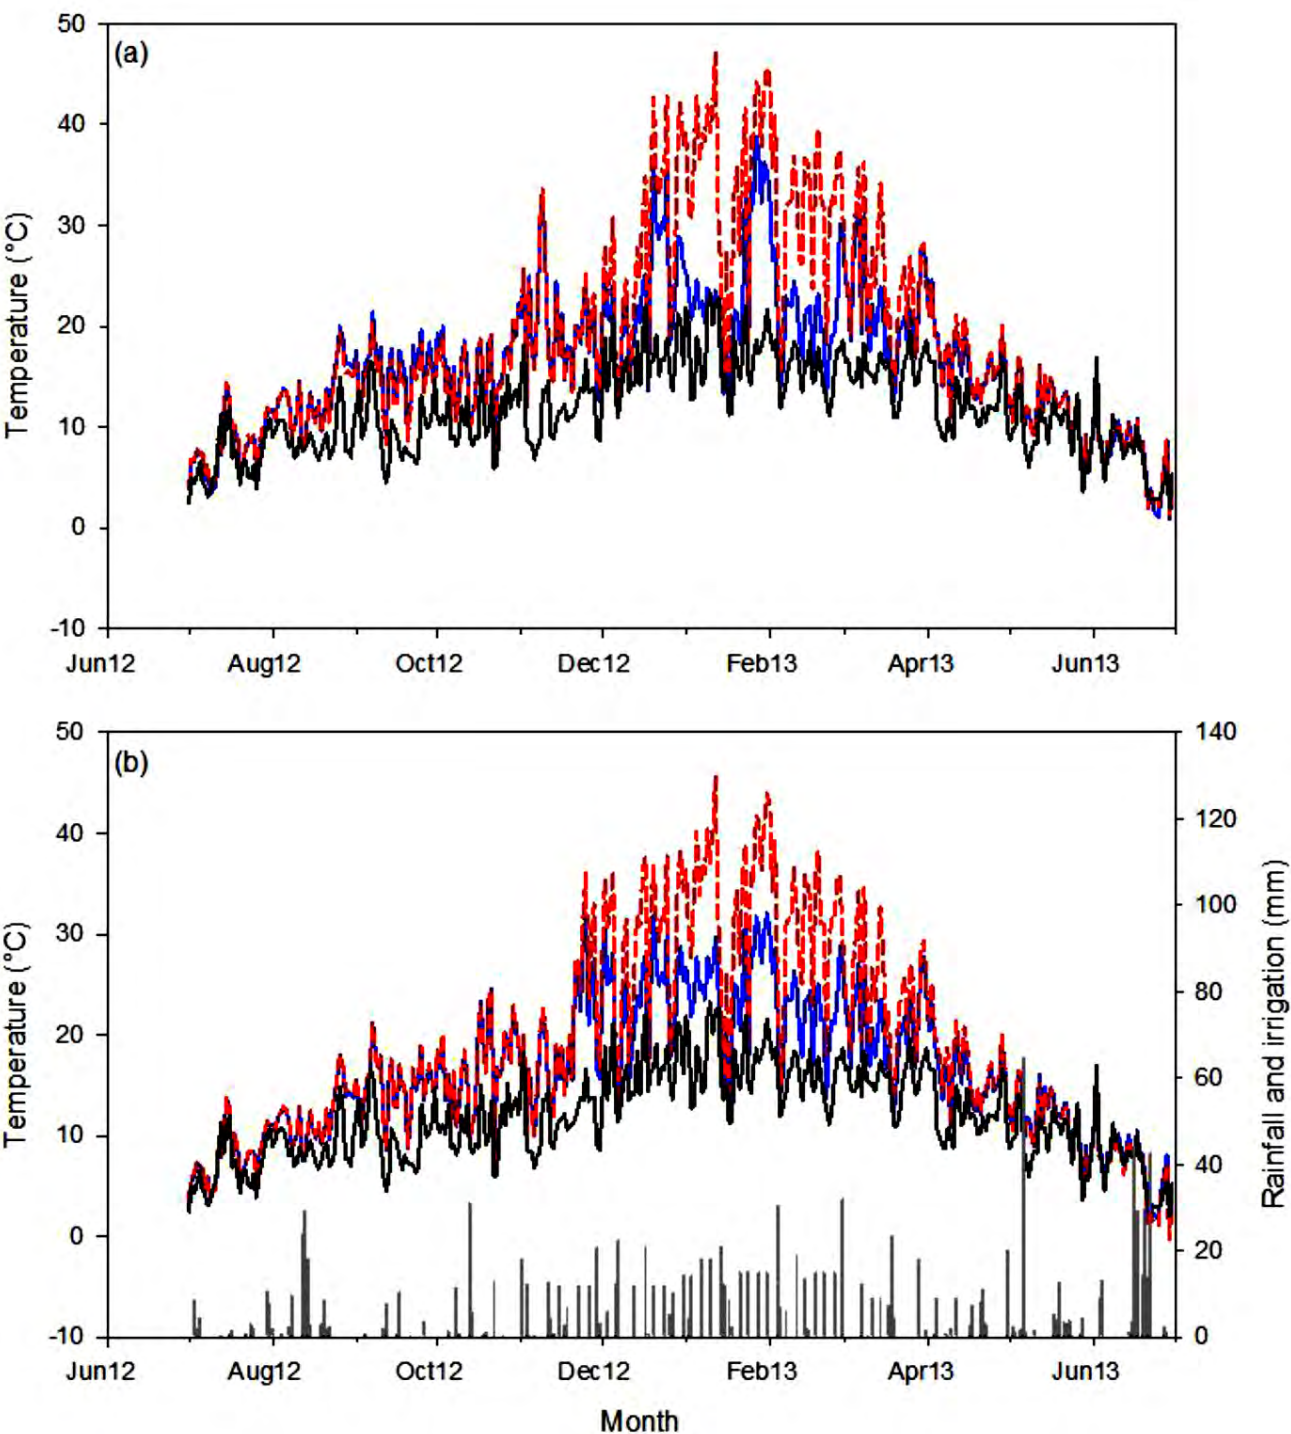 50
(a)
40
30
20
10
0
-10
Temperature (°C)
Jun12 Aug12 Oct12 Dec12 Feb13 Apr13 Jun13
50 140
(b)
120
40
100
30
80
20
60
10
40
0
20
-10 0
Temperature (°C)
Rainfall and irrigation (mm)
Jun12 Aug12 Oct12 Dec12 Feb13 Apr13 Jun13
Month